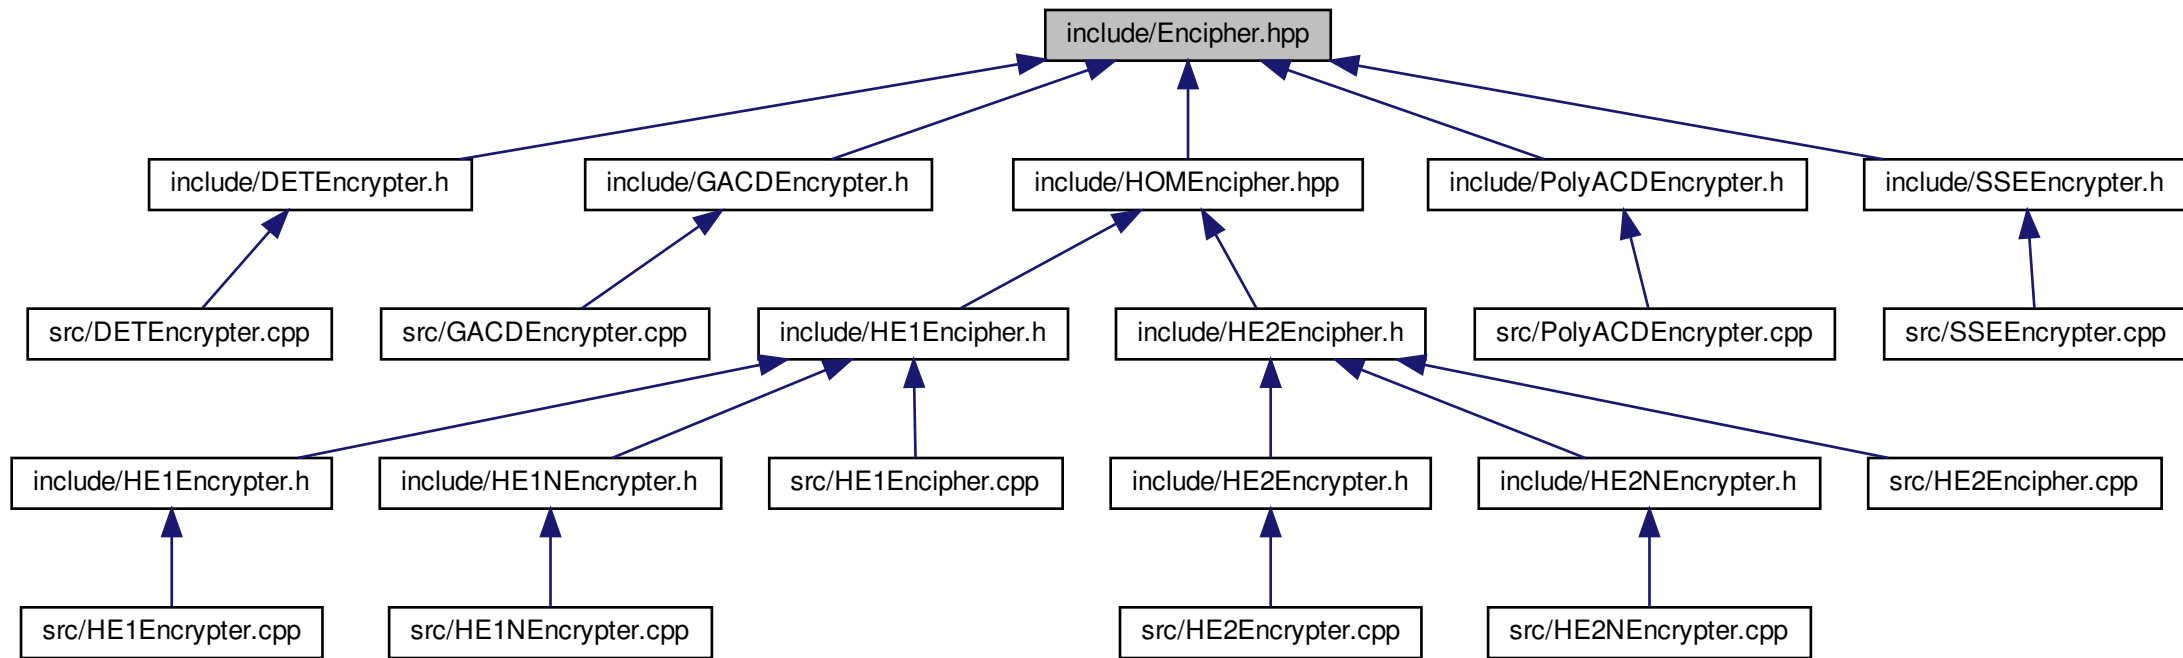 include/Encipher.hpp
include/DETEncrypter.h
include/GACDEncrypter.h
include/HOMEncipher.hpp
include/PolyACDEncrypter.h
include/SSEEncrypter.h
src/DETEncrypter.cpp
src/GACDEncrypter.cpp
include/HE1Encipher.h
include/HE2Encipher.h
src/PolyACDEncrypter.cpp
src/SSEEncrypter.cpp
include/HE1Encrypter.h
include/HE1NEncrypter.h
src/HE1Encipher.cpp
include/HE2Encrypter.h
include/HE2NEncrypter.h
src/HE2Encipher.cpp
src/HE1Encrypter.cpp
src/HE1NEncrypter.cpp
src/HE2Encrypter.cpp
src/HE2NEncrypter.cpp